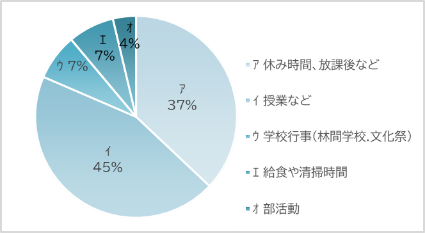 ｵ
4%
ｴ
7%
ｳ 7%
ｱ
37%
ｲ
45%
ｱ 休み時間、放課後など
ｲ 授業など
ｳ 学校行事（林間学校.文化祭）
ｴ 給食や清掃時間
ｵ 部活動